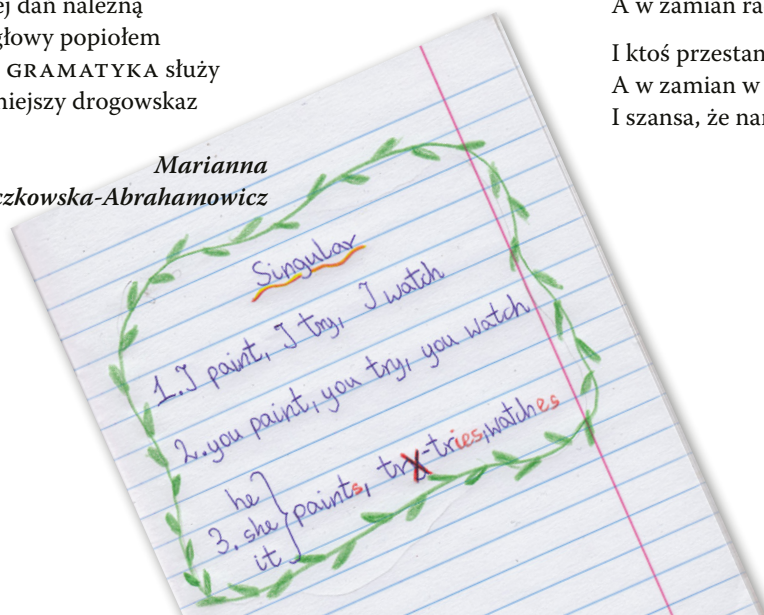 ej dań należną
głowy popiołem
GRAMATYKA służy
niejszy drogowskaz
Marianna
czkowska-Abrahamowicz
A w zamian ra
I ktoś przestan
A w zamian w
I szansa, że nar
Singular
1. I paint, I try, I watch
2. you paint, you try, you watch
he
3. she } paints, try-tries, watches
it